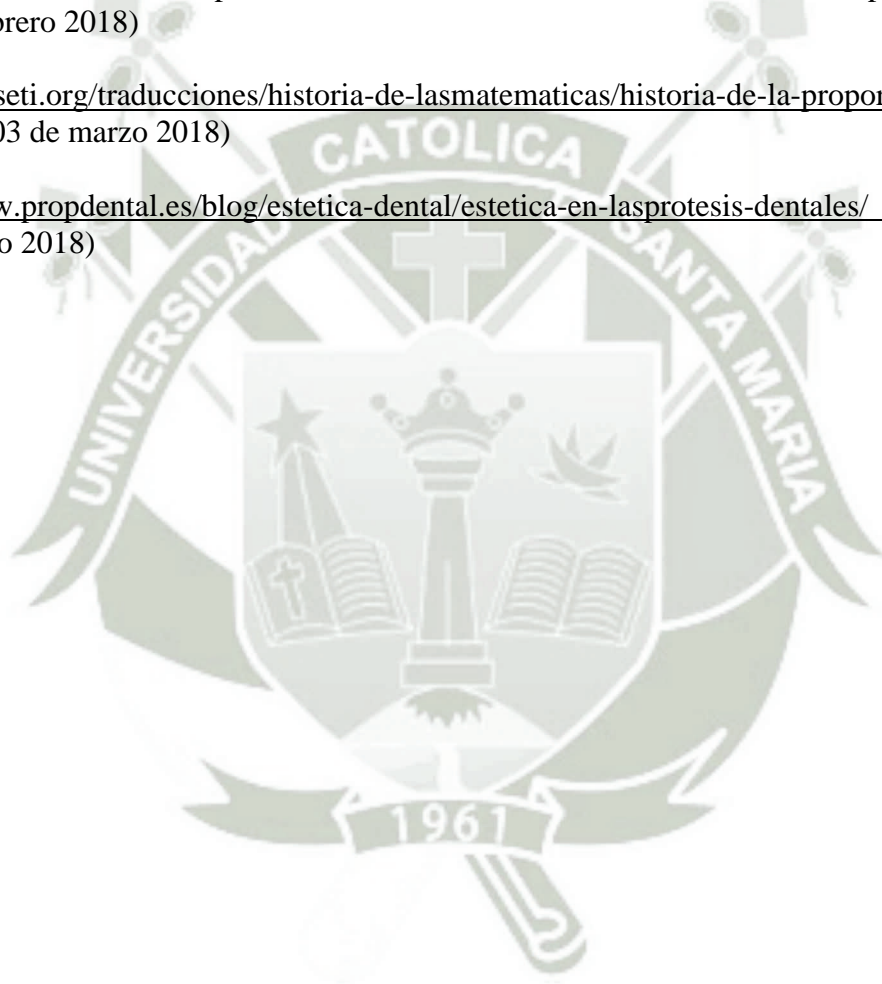 brero 2018)
seti.org/traducciones/historia-de-lasmatematicas/historia-de-la-propor
03 de marzo 2018)
w.propdental.es/blog/estetica-dental/estetica-en-lasprotesis-dentales/
o 2018)
UNIVERSIDAD CATOLICA SANTA MARIA
1961